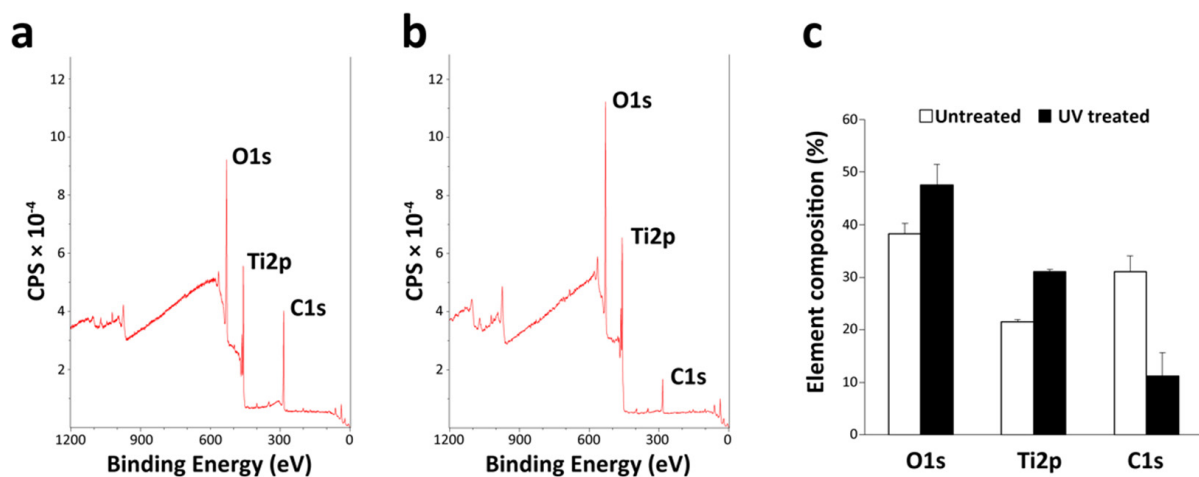 a
12
10
8
6
4
2
CPS × 10⁻⁴
O1s
Ti2p
C1s
1200 900 600 300 0
Binding Energy (eV)
b
12
10
8
6
4
2
CPS × 10⁻⁴
O1s
Ti2p
C1s
1200 900 600 300 0
Binding Energy (eV)
c
60
50
40
30
20
10
0
Element composition (%)
Untreated UV treated
O1s Ti2p C1s